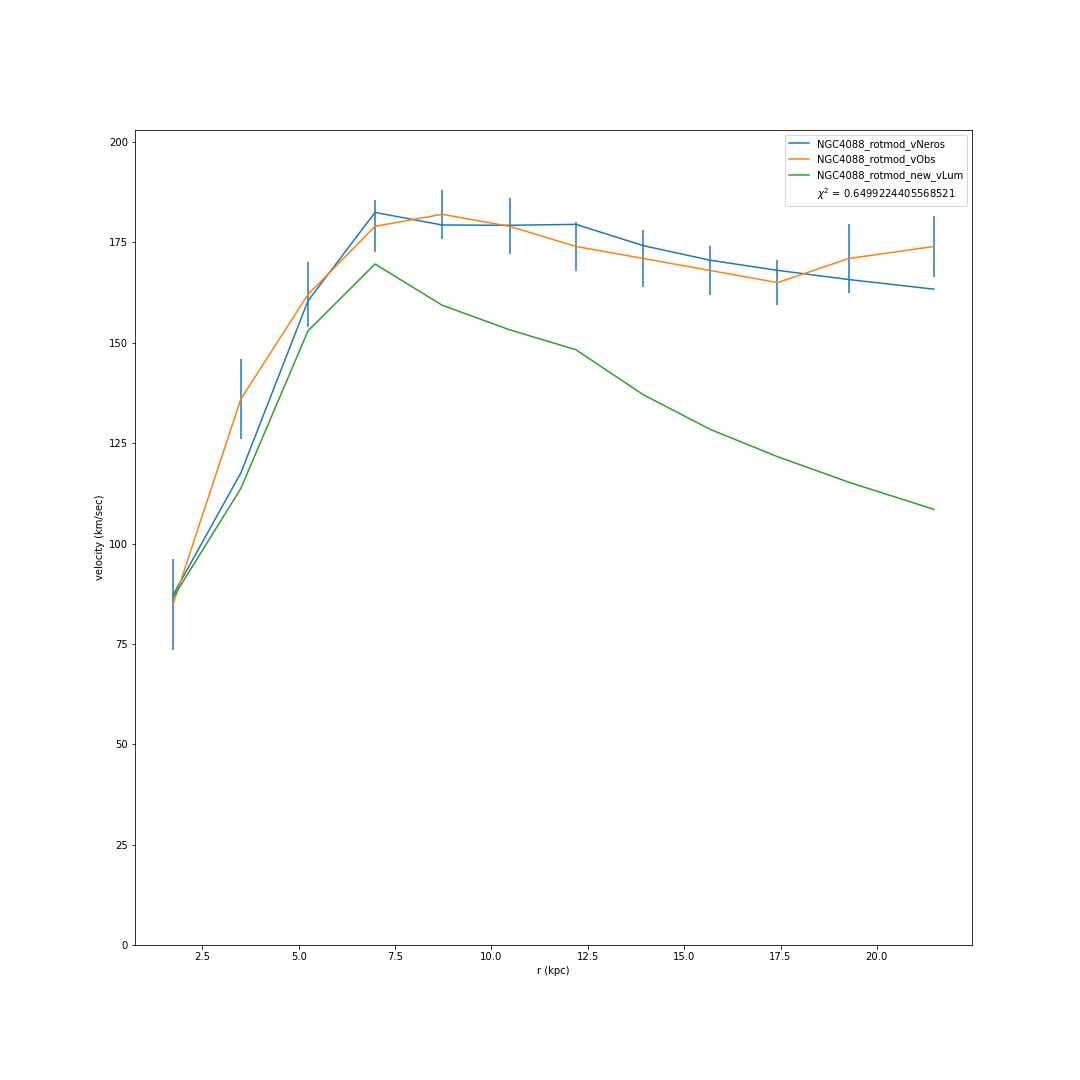 NGC4088_rotmod_vNeros
NGC4088_rotmod_vObs
NGC4088_rotmod_new_vLum
χ² = 0.6499224405568521
200
175
150
125
100
75
50
25
0
velocity (km/sec)
2.5 5.0 7.5 10.0 12.5 15.0 17.5 20.0
r (kpc)